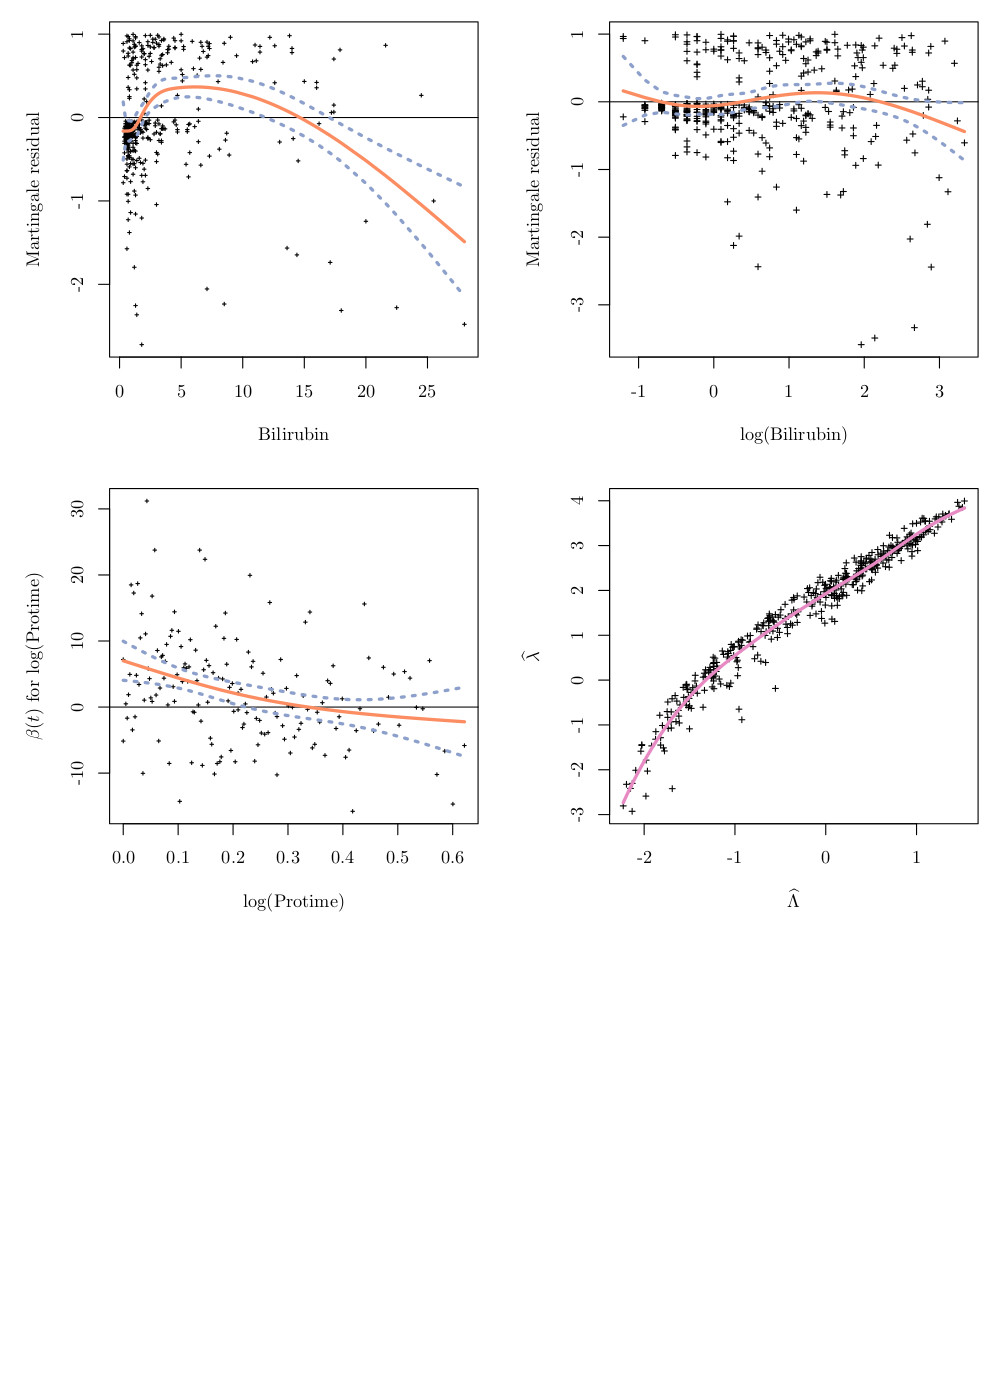 1
0
-1
-2
Martingale residual
0 5 10 15 20 25
Bilirubin
1
0
-1
-2
-3
Martingale residual
-1 0 1 2 3
log(Bilirubin)
30
20
10
0
-10
β(t) for log(Protime)
0.0 0.1 0.2 0.3 0.4 0.5 0.6
log(Protime)
4
3
2
1
0
-1
-2
-3
λ̂
-2 -1 0 1
Λ̂